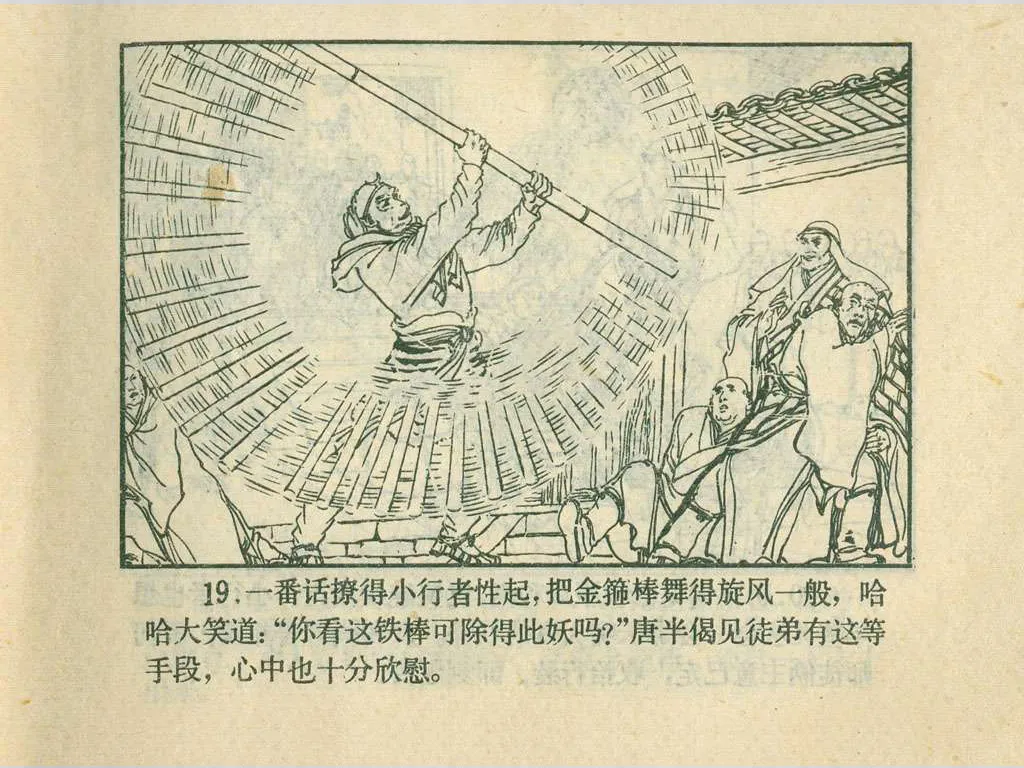 19.一番话撩得小行者性起,把金箍棒舞得旋风一般，哈
哈大笑道:“你看这铁棒可除得此妖吗?”唐半偈见徒弟有这等
手段，心中也十分欣慰。